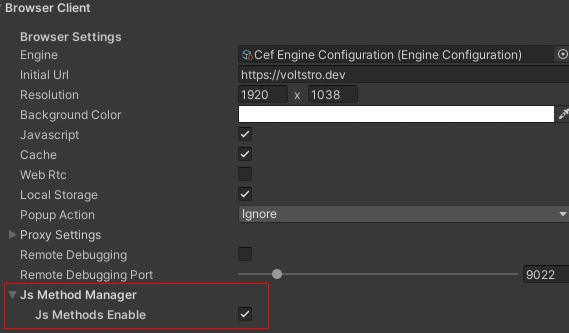 Browser Client
Browser Settings
Engine Cef Engine Configuration (Engine Configuration)
Initial Url https://voltstro.dev
Resolution 1920 x 1038
Background Color
Javascript
Cache
Web Rtc
Local Storage
Popup Action Ignore
Proxy Settings
Remote Debugging
Remote Debugging Port 9022
Js Method Manager
Js Methods Enable